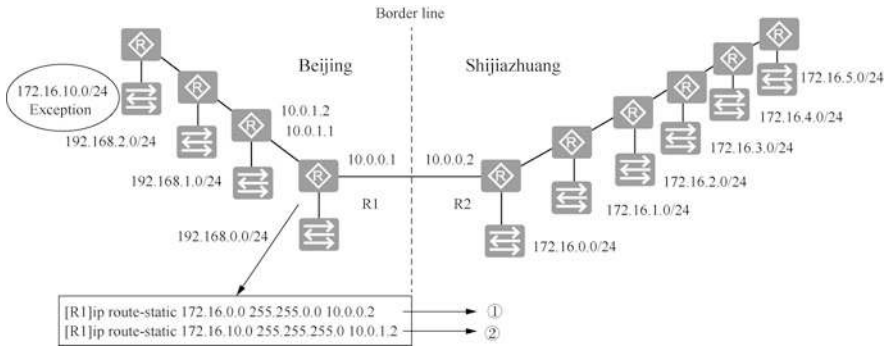 Border line
Beijing
Shijiazhuang
R
R
R
R
R
R
R
R
R
R
172.16.10.0/24
Exception
192.168.2.0/24
192.168.1.0/24
192.168.0.0/24
10.0.1.2
10.0.1.1
10.0.0.1
10.0.0.2
R1
R2
172.16.5.0/24
172.16.4.0/24
172.16.3.0/24
172.16.2.0/24
172.16.1.0/24
172.16.0.0/24
[R1]ip route-static 172.16.0.0 255.255.0.0 10.0.0.2 ①
[R1]ip route-static 172.16.10.0 255.255.255.0 10.0.1.2 ②